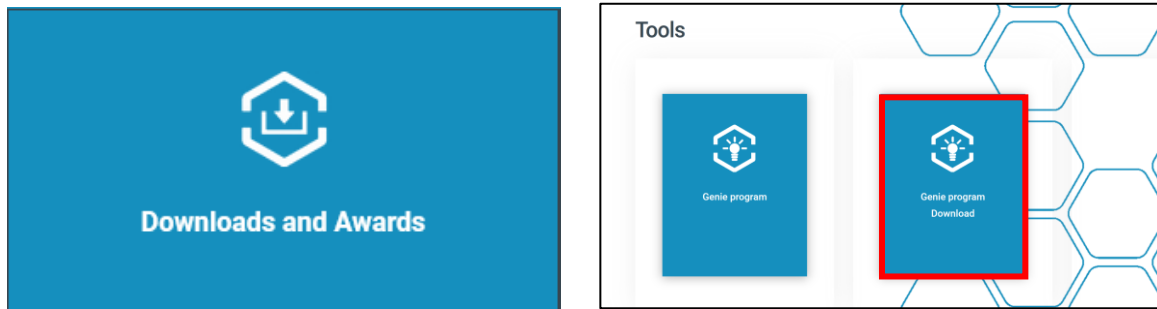 Downloads and Awards
Tools
Genie program
Genie program
Download